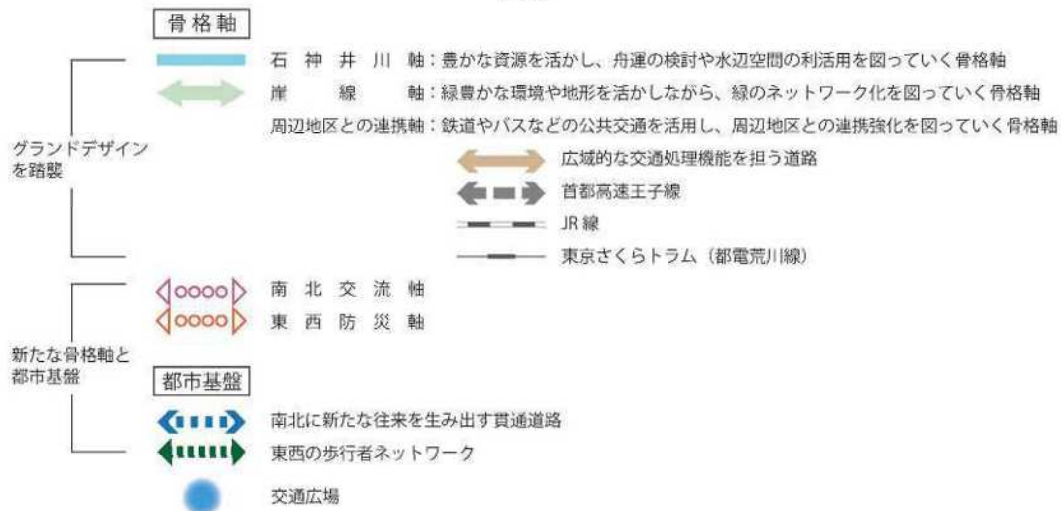 骨格軸
石神井川軸：豊かな資源を活かし、舟運の検討や水辺空間の利活用を図っていく骨格軸
崖線軸：緑豊かな環境や地形を活かしながら、緑のネットワーク化を図っていく骨格軸
周辺地区との連携軸：鉄道やバスなどの公共交通を活用し、周辺地区との連携強化を図っていく骨格軸
グランドデザイン
を踏襲
広域的な交通処理機能を担う道路
首都高速王子線
JR線
東京さくらトラム（都電荒川線）
南北交流軸
東西防災軸
新たな骨格軸と
都市基盤
都市基盤
南北に新たな往来を生み出す貫通道路
東西の歩行者ネットワーク
交通広場